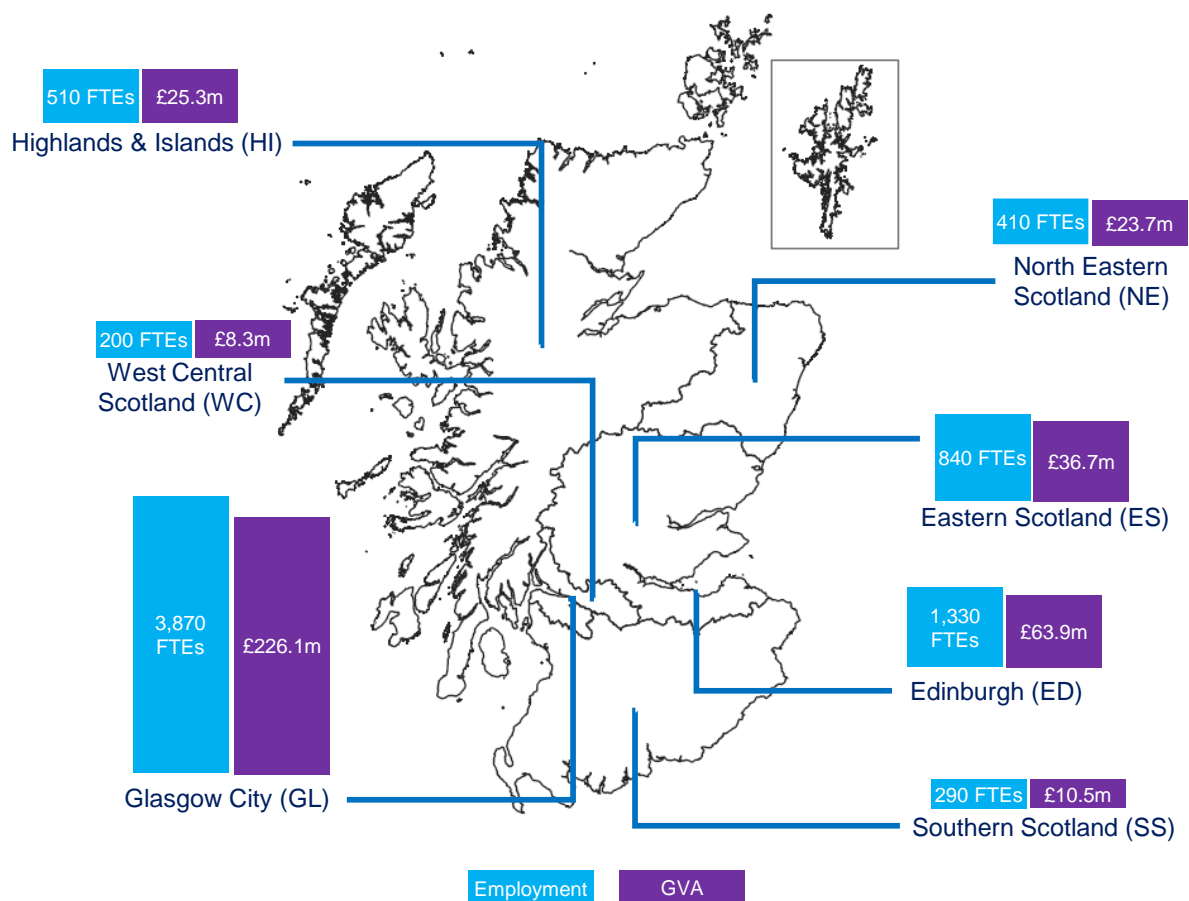 510 FTEs
£25.3m
Highlands & Islands (HI)
410 FTEs
£23.7m
North Eastern
Scotland (NE)
200 FTEs
£8.3m
West Central
Scotland (WC)
840 FTEs
£36.7m
Eastern Scotland (ES)
3,870
FTEs
£226.1m
Glasgow City (GL)
1,330
FTEs
£63.9m
Edinburgh (ED)
290 FTEs
£10.5m
Southern Scotland (SS)
Employment
GVA